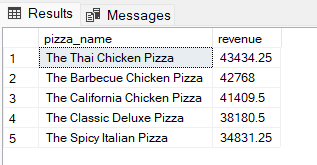 Results Messages
pizza_name revenue
1 The Thai Chicken Pizza 43434.25
2 The Barbecue Chicken Pizza 42768
3 The California Chicken Pizza 41409.5
4 The Classic Deluxe Pizza 38180.5
5 The Spicy Italian Pizza 34831.25